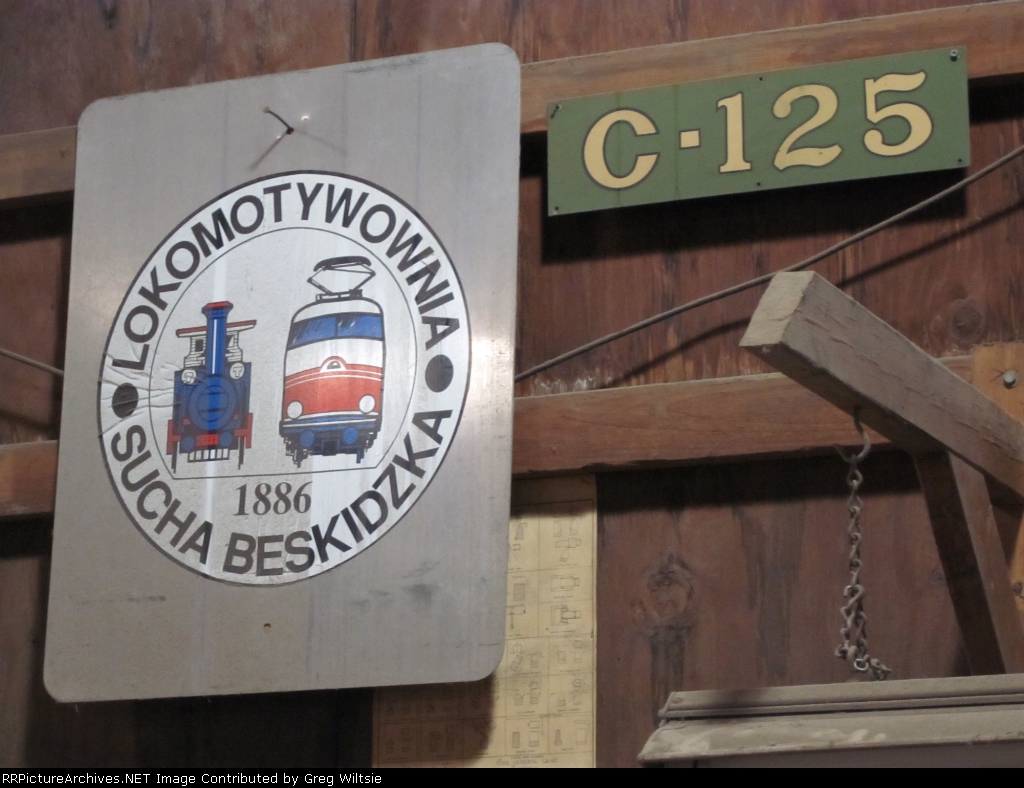 LOKOMOTYWOWNIA
SUCHA BESKIDZKA
1886
C-125
RRPictureArchives.NET Image Contributed by Greg Wiltsie